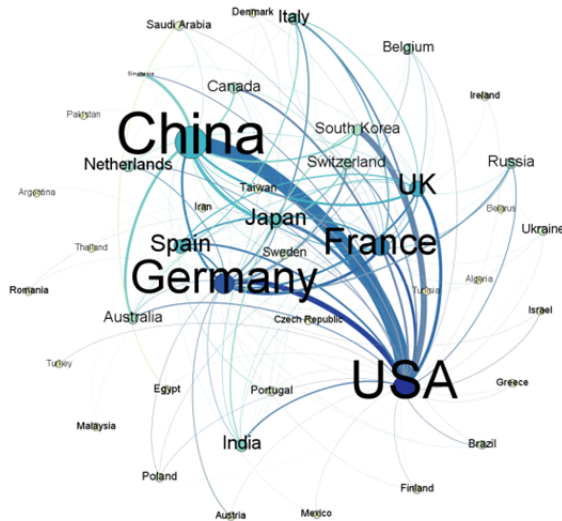 Denmark
Italy
Saudi Arabia
Belgium
Singapore
Canada
Ireland
Pakistan
China
South Korea
Netherlands
Switzerland
Russia
Taiwan
UK
Argentina
Iran
Japan
Belarus
Spain
France
Ukraine
Thailand
Sweden
Germany
Algeria
Romania
Tunisia
Australia
Czech Republic
Israel
Turkey
USA
Egypt
Portugal
Greece
Malaysia
India
Brazil
Poland
Finland
Austria
Mexico